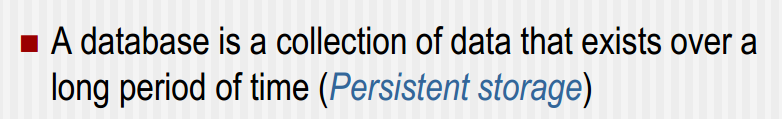 A database is a collection of data that exists over a
long period of time (Persistent storage)